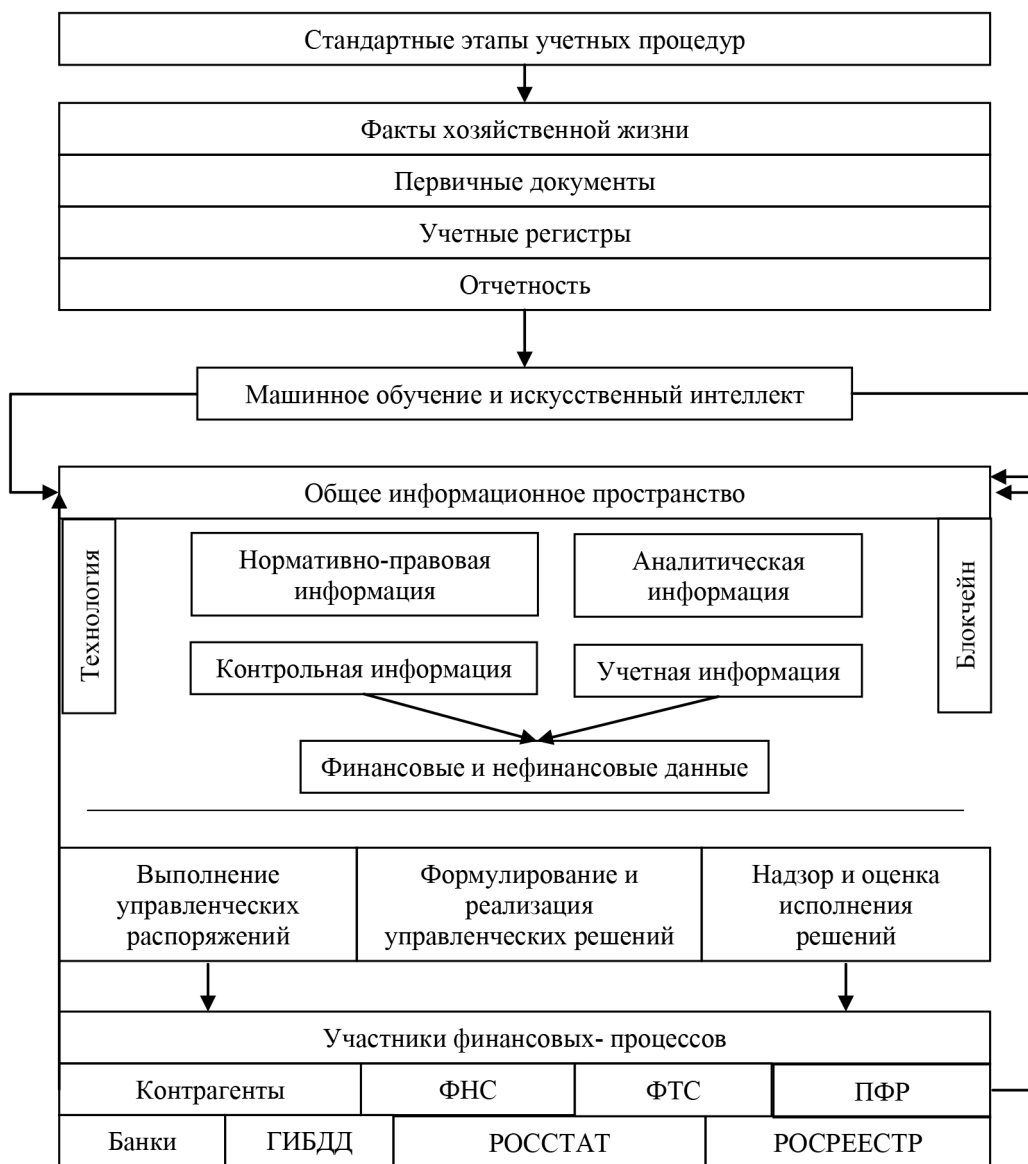 Стандартные этапы учетных процедур
Факты хозяйственной жизни
Первичные документы
Учетные регистры
Отчетность
Машинное обучение и искусственный интеллект
Общее информационное пространство
Технология
Нормативно-правовая
информация
Аналитическая
информация
Блокчейн
Контрольная информация
Учетная информация
Финансовые и нефинансовые данные
Выполнение
управленческих
распоряжений
Формулирование и
реализация
управленческих решений
Надзор и оценка
исполнения
решений
Участники финансовых- процессов
Контрагенты
ФНС
ФТС
ПФР
Банки
ГИБДД
РОССТАТ
РОСРЕЕСТР